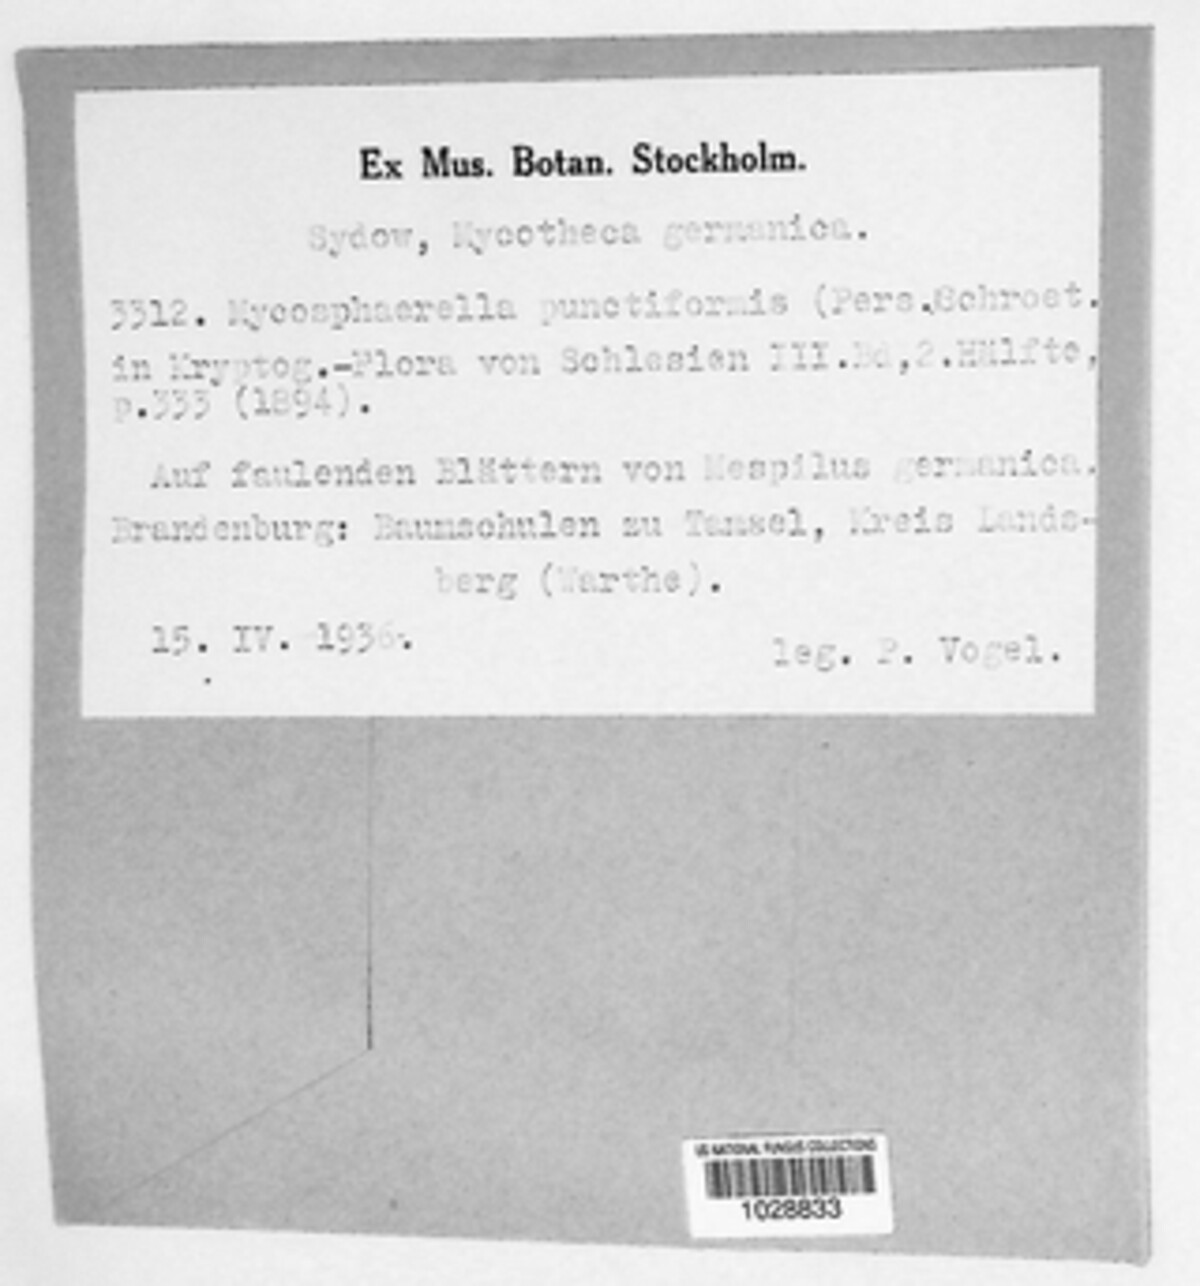 Ex Mus. Botan. Stockholm.
Sydow, Mycotheca germanica.
3312. Mycosphaerella punctiformis (Pers.Schroet.
in Kryptog.-Flora von Schlesien III.Bd,2.Hälfte,
p.333 (1894).
Auf faulenden Blättern von Mespilus germanica.
Brandenburg: Baumschulen zu Tamsel, Kreis Lands-
berg (Warthe).
15. IV. 1936.
leg. P. Vogel.
US NATIONAL FUNGUS COLLECTIONS
1028833